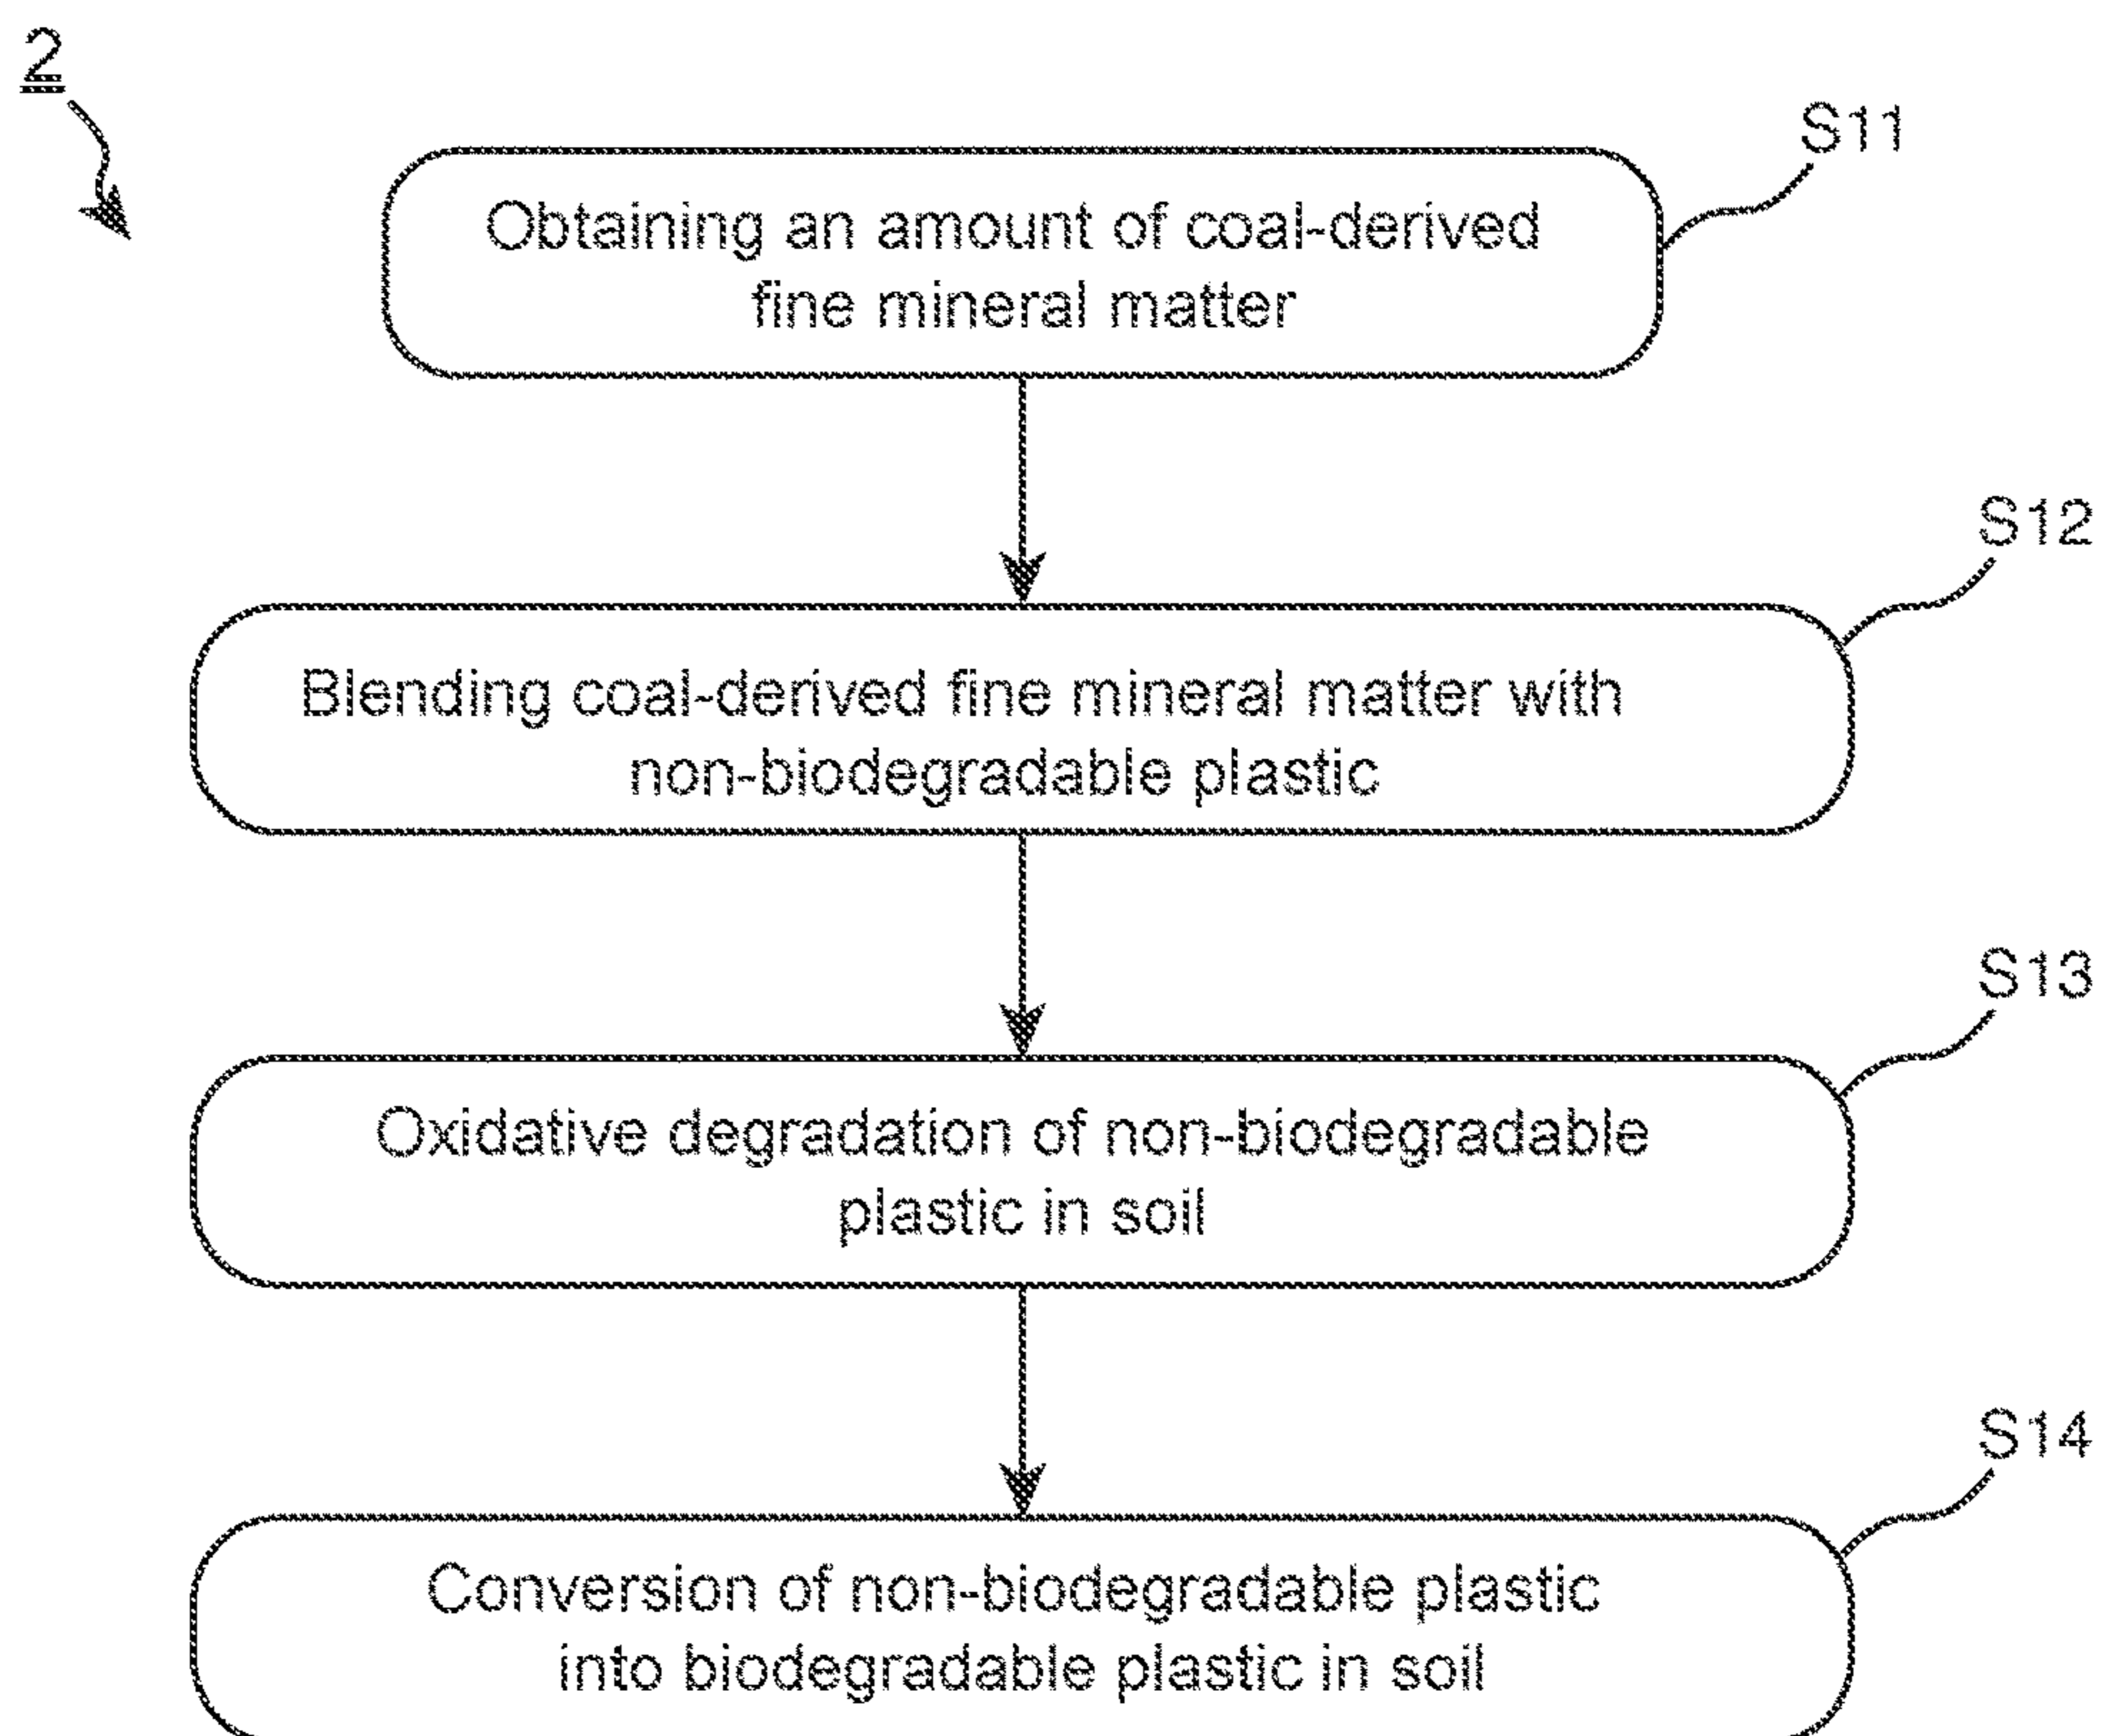 2
S11
Obtaining an amount of coal-derived
fine mineral matter
S12
Blending coal-derived fine mineral matter with
non-biodegradable plastic
S13
Oxidative degradation of non-biodegradable
plastic in soil
S14
Conversion of non-biodegradable plastic
into biodegradable plastic in soil